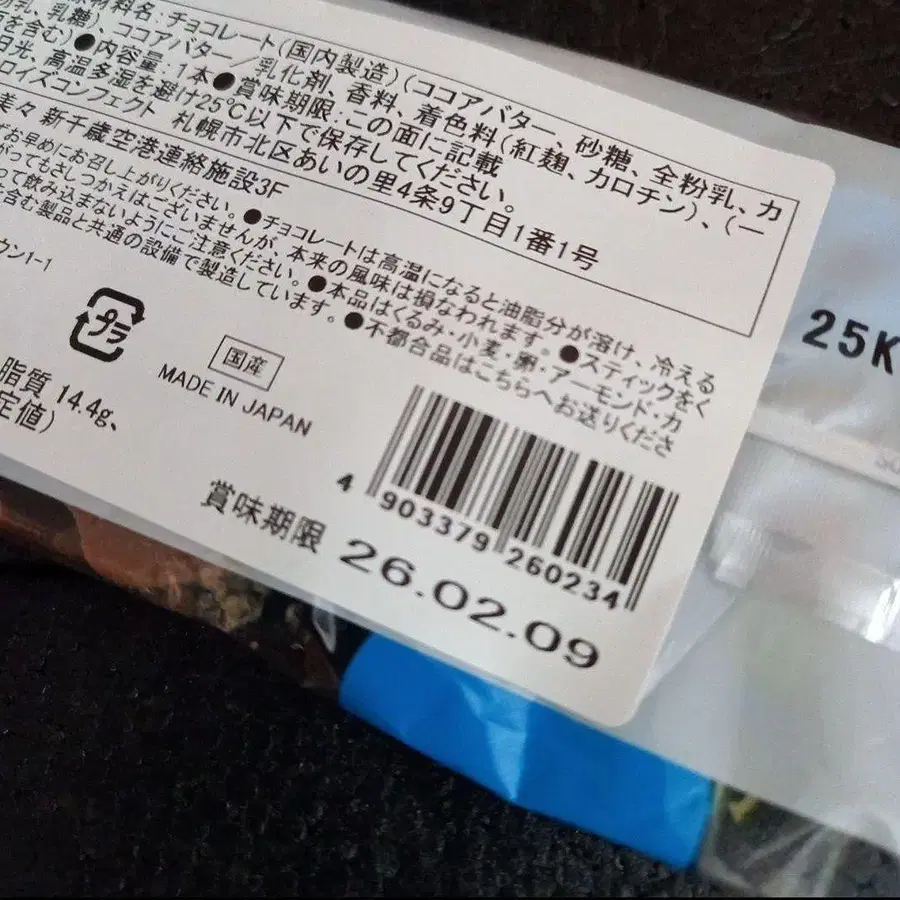 材料名:チョコレート(国内製造)(ココアバター、砂糖、全粉乳、カ
粉乳、乳糖)、ココアバター/乳化剤、香料、着色料(紅麹、カロチン)、(一
を含む)●内容量:1本●賞味期限:この面に記載
日光、高温多湿を避け25℃以下で保存してください。
ロイズコンフェクト 札幌市北区あいの里4条9丁目1番1号
美々 新千歳空港連絡施設3F
ずお早めにお召し上がりください。●チョコレートは高温になると油脂分が溶け、冷える
がってもさしつかえはございませんが、本来の風味は損なわれます。●スティックをく
って飲み込まないようにご注意ください。●本品はくるみ・小麦・卵・アーモンド・カ
含む製品と共通の設備で製造しています。●不都合品はこちらへお送りくださ
ウン1-1
プラ
国産
MADE IN JAPAN
脂質 14.4g、
定値)
4 903379 260234
賞味期限 26.02.09
25K